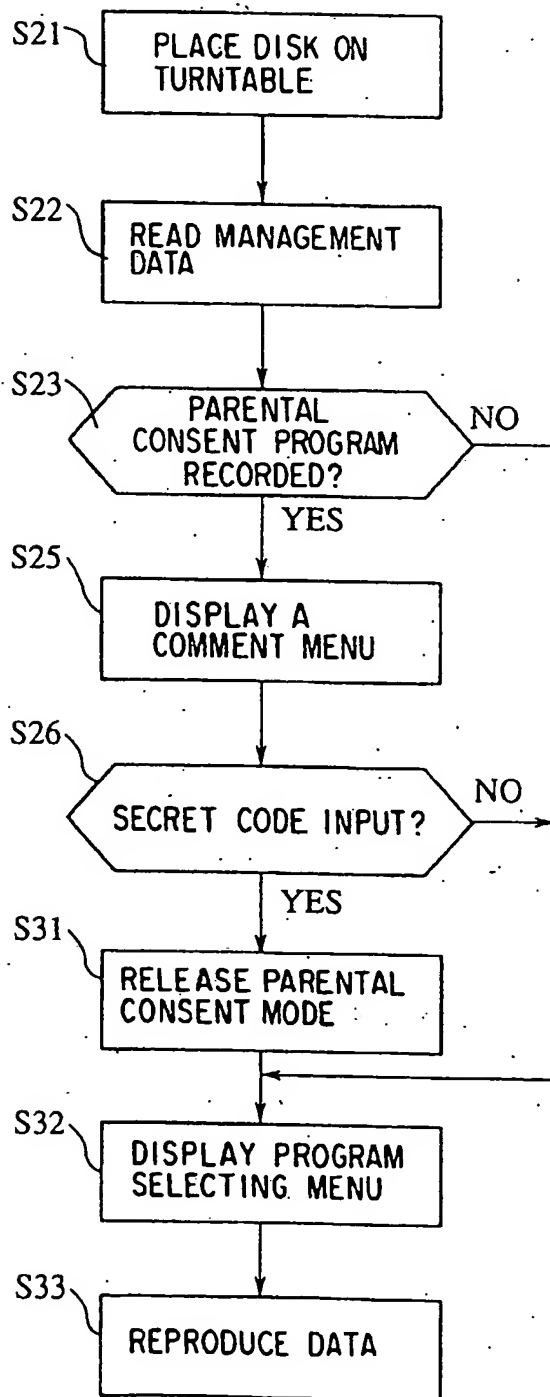 S21
PLACE DISK ON
TURNTABLE
S22
READ MANAGEMENT
DATA
S23
PARENTAL
CONSENT PROGRAM
RECORDED?
NO
YES
S25
DISPLAY A
COMMENT MENU
S26
SECRET CODE INPUT?
NO
YES
S31
RELEASE PARENTAL
CONSENT MODE
S32
DISPLAY PROGRAM
SELECTING MENU
S33
REPRODUCE DATA